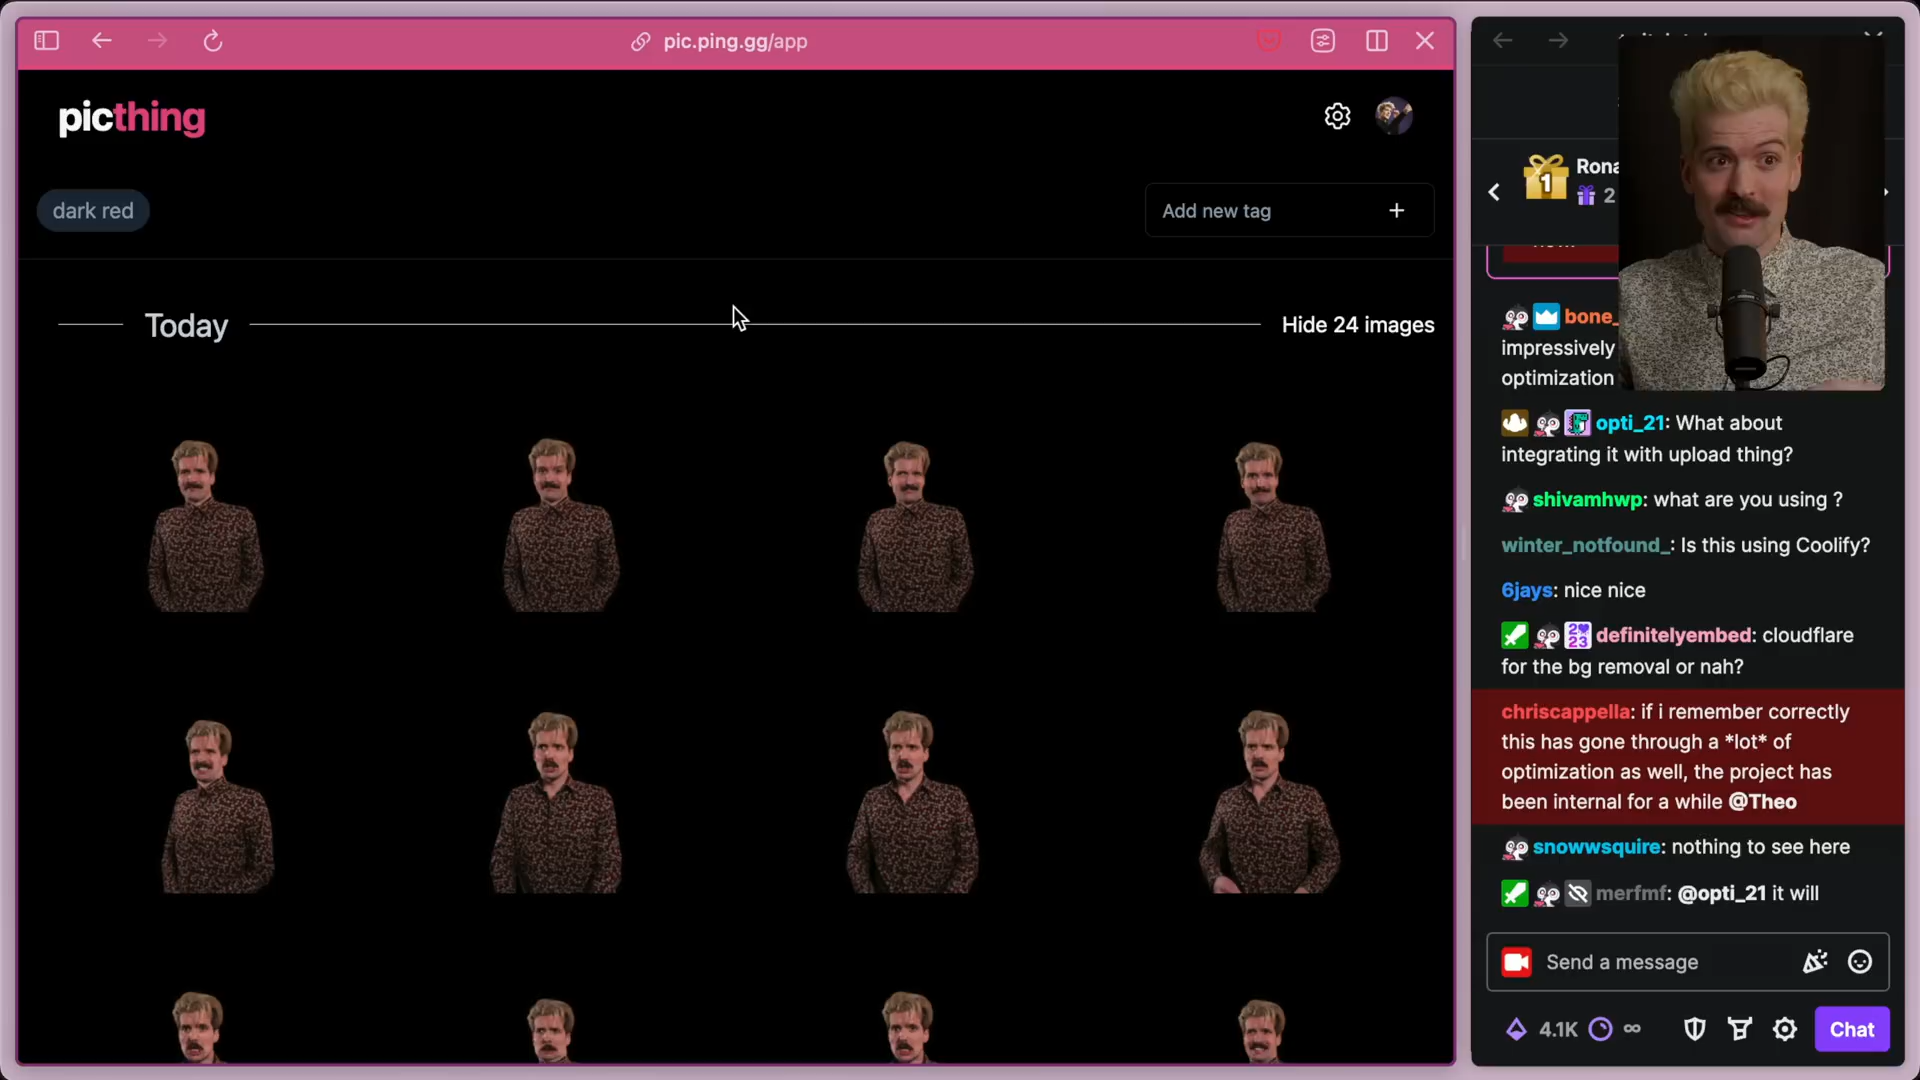 pic.ping.gg/app
picthing
dark red
Add new tag
Today
Hide 24 images
1
Rona
2
bone_
impressively
optimization
opti_21: What about
integrating it with upload thing?
shivamhwp: what are you using ?
winter_notfound_: Is this using Coolify?
6jays: nice nice
definitelyembed: cloudflare
for the bg removal or nah?
chriscappella: if i remember correctly
this has gone through a *lot* of
optimization as well, the project has
been internal for a while @Theo
snowwsquire: nothing to see here
merfmf: @opti_21 it will
Send a message
4.1K
∞
Chat